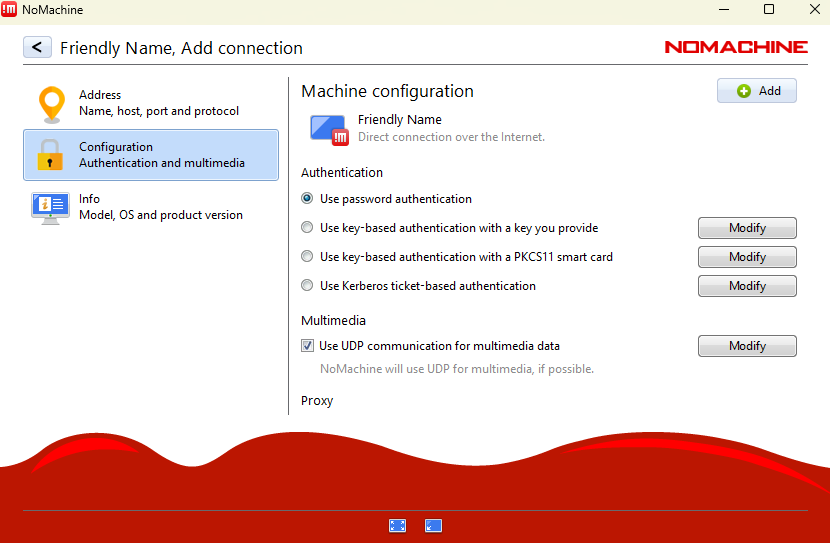 !m NoMachine
< Friendly Name, Add connection
NOMACHINE
Address
Name, host, port and protocol
Configuration
Authentication and multimedia
Info
Model, OS and product version
Machine configuration
Add
!m
Friendly Name
Direct connection over the Internet.
Authentication
Use password authentication
Use key-based authentication with a key you provide
Modify
Use key-based authentication with a PKCS11 smart card
Modify
Use Kerberos ticket-based authentication
Modify
Multimedia
Use UDP communication for multimedia data
Modify
NoMachine will use UDP for multimedia, if possible.
Proxy